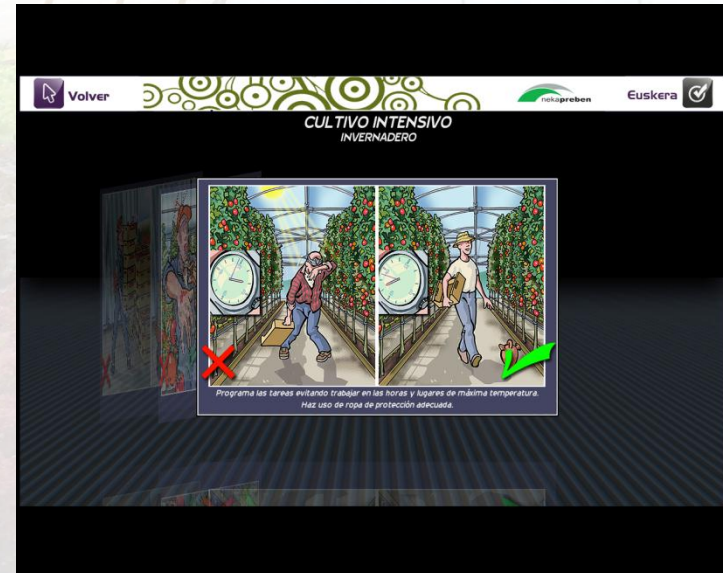 Volver
nekapreben
Euskera
CULTIVO INTENSIVO
INVERNADERO
Programa las tareas evitando trabajar en las horas y lugares de máxima temperatura.
Haz uso de ropa de protección adecuada.